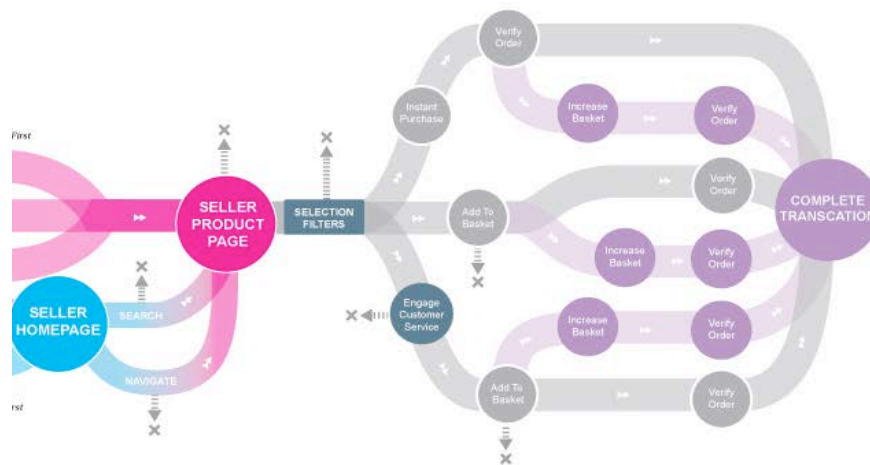 First
SELLER
PRODUCT
PAGE
SELECTION
FILTERS
SELLER
HOMEPAGE
SEARCH
NAVIGATE
rst
Instant
Purchase
Verify
Order
Increase
Basket
Verify
Order
Add To
Basket
Verify
Order
Increase
Basket
Verify
Order
Engage
Customer
Service
Increase
Basket
Verify
Order
Add To
Basket
Verify
Order
COMPLETE
TRANSCATION